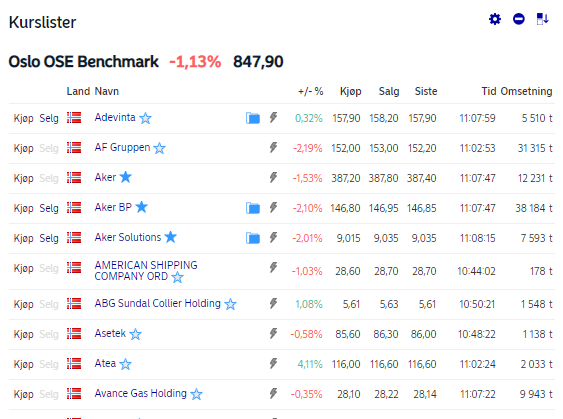 Kurslister
Oslo OSE Benchmark -1,13% 847,90
Land Navn +/- % Kjøp Salg Siste Tid Omsetning
Kjøp Selg Adevinta 0,32% 157,90 158,20 157,90 11:07:59 5 510 t
Kjøp Selg AF Gruppen -2,19% 152,00 153,00 152,20 11:02:53 31 315 t
Kjøp Selg Aker -1,53% 387,20 387,80 387,40 11:07:47 12 231 t
Kjøp Selg Aker BP -2,10% 146,80 146,95 146,85 11:07:47 38 184 t
Kjøp Selg Aker Solutions -2,01% 9,015 9,035 9,035 11:08:15 7 593 t
Kjøp Selg AMERICAN SHIPPING
COMPANY ORD -1,03% 28,60 28,70 28,70 10:44:02 178 t
Kjøp Selg ABG Sundal Collier Holding 1,08% 5,61 5,63 5,61 10:50:21 1 548 t
Kjøp Selg Asetek -0,58% 85,60 86,30 86,00 10:48:22 1 138 t
Kjøp Selg Atea 4,11% 116,00 116,60 116,60 11:02:24 2 033 t
Kjøp Selg Avance Gas Holding -0,35% 28,10 28,22 28,14 11:07:22 9 943 t